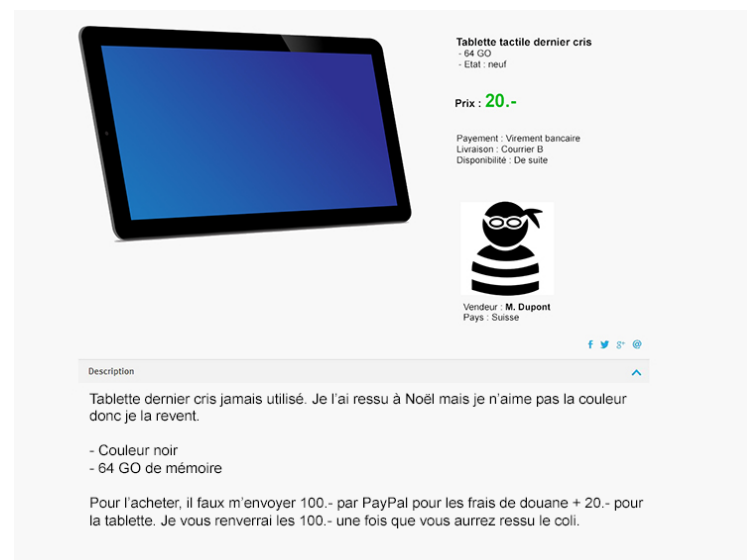 Tablette tactile dernier cris
- 64 GO
- Etat : neuf
Prix : 20.-
Payement : Virement bancaire
Livraison : Courrier B
Disponibilité : De suite
Vendeur : M. Dupont
Pays : Suisse
Description
Tablette dernier cris jamais utilisé. Je l'ai ressu à Noël mais je n'aime pas la couleur
donc je la revent.
- Couleur noir
- 64 GO de mémoire
Pour l'acheter, il faux m'envoyer 100.- par PayPal pour les frais de douane + 20.- pour
la tablette. Je vous renverrai les 100.- une fois que vous aurrez ressu le coli.